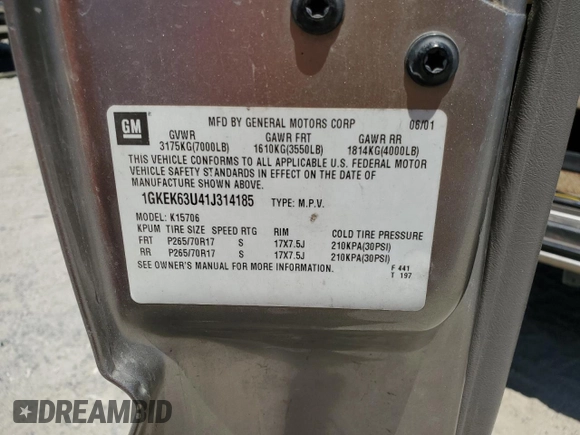 GM
MFD BY GENERAL MOTORS CORP 06/01
GVWR GAWR FRT GAWR RR
3175KG(7000LB) 1610KG(3550LB) 1814KG(4000LB)
THIS VEHICLE CONFORMS TO ALL APPLICABLE U.S. FEDERAL MOTOR
VEHICLE SAFETY STANDARDS IN EFFECT ON THE DATE OF
MANUFACTURE SHOWN ABOVE.
1GKEK63U41J314185 TYPE: M.P.V.
MODEL: K15706
KPUM TIRE SIZE SPEED RTG RIM COLD TIRE PRESSURE
FRT P265/70R17 S 17X7.5J 210KPA(30PSI)
RR P265/70R17 S 17X7.5J 210KPA(30PSI)
SEE OWNER'S MANUAL FOR MORE INFORMATION.
F 441
T 197
DREAMBID